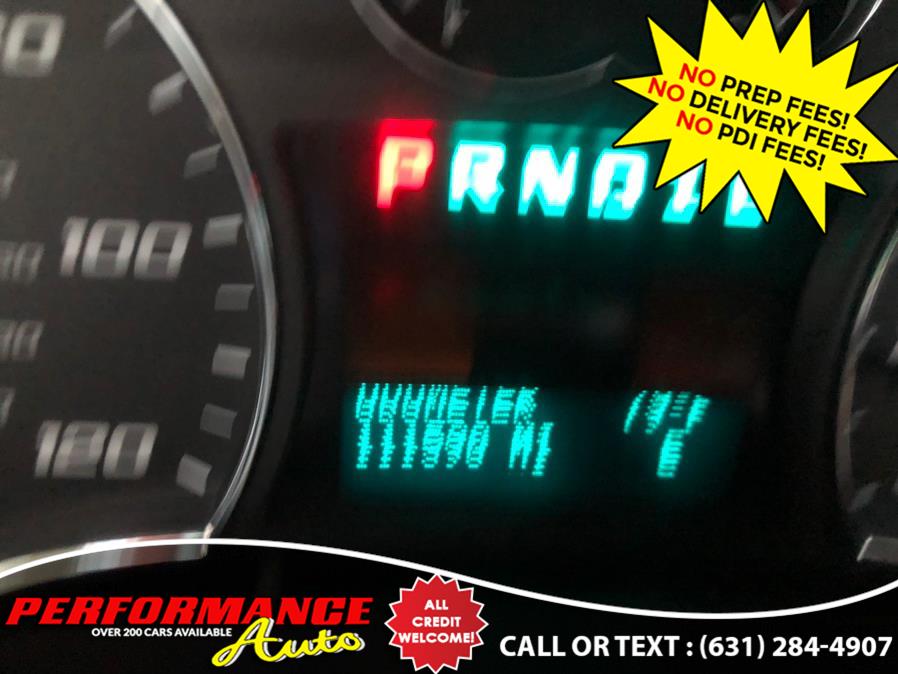 NO PREP FEES!
NO DELIVERY FEES!
NO PDI FEES!
P R N D
100
120
ODOMETER
MI
E
PERFORMANCE
OVER 200 CARS AVAILABLE
Auto
ALL
CREDIT
WELCOME!
CALL OR TEXT : (631) 284-4907